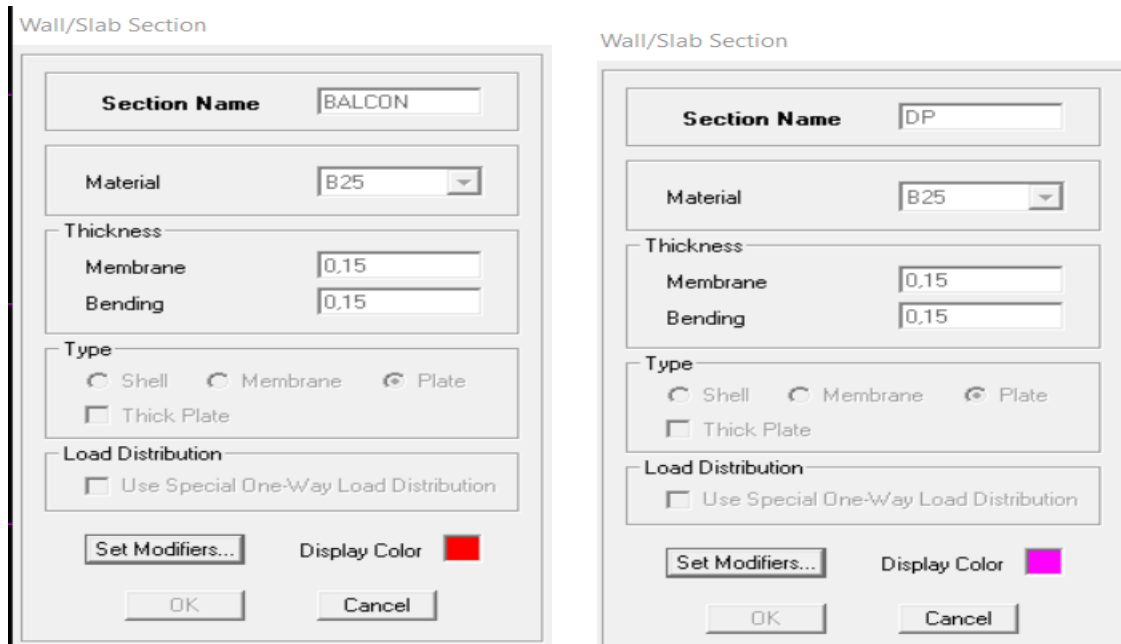 Wall/Slab Section
Section Name BALCON
Material B25
Thickness
Membrane 0,15
Bending 0,15
Type
Shell Membrane Plate
Thick Plate
Load Distribution
Use Special One-Way Load Distribution
Set Modifiers... Display Color
OK Cancel
Wall/Slab Section
Section Name DP
Material B25
Thickness
Membrane 0,15
Bending 0,15
Type
Shell Membrane Plate
Thick Plate
Load Distribution
Use Special One-Way Load Distribution
Set Modifiers... Display Color
OK Cancel